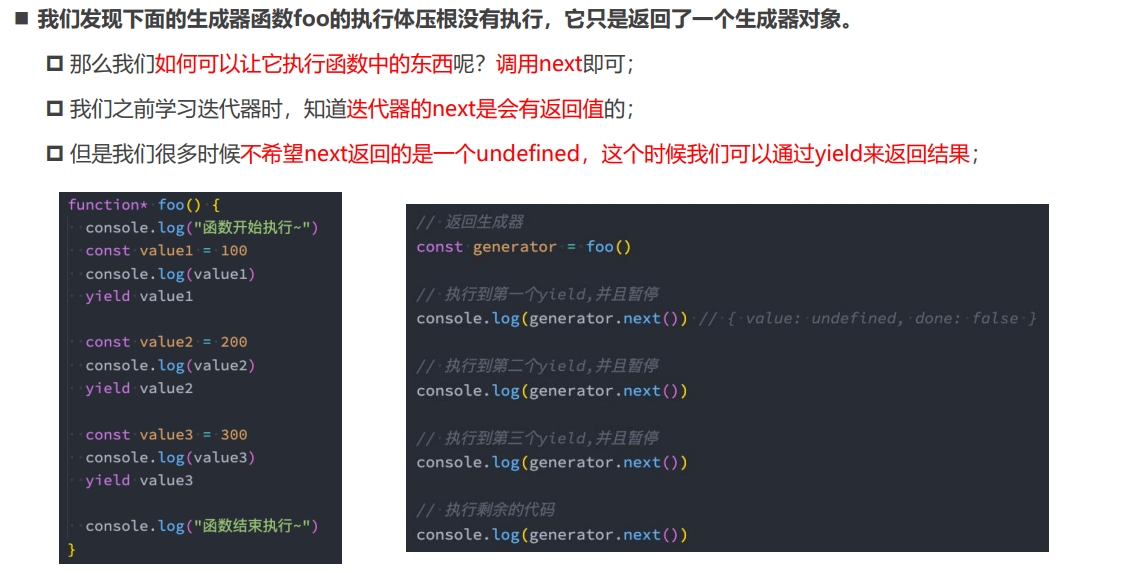 我们发现下面的生成器函数foo的执行体压根没有执行，它只是返回了一个生成器对象。
那么我们如何可以让它执行函数中的东西呢？调用next即可；
我们之前学习迭代器时，知道迭代器的next是会有返回值的；
但是我们很多时候不希望next返回的是一个undefined，这个时候我们可以通过yield来返回结果；
function* foo() {
console.log("函数开始执行~")
const value1 = 100
console.log(value1)
yield value1
const value2 = 200
console.log(value2)
yield value2
const value3 = 300
console.log(value3)
yield value3
console.log("函数结束执行~")
}
// 返回生成器
const generator = foo()
// 执行到第一个yield,并且暂停
console.log(generator.next()) // { value: undefined, done: false }
// 执行到第二个yield,并且暂停
console.log(generator.next())
// 执行到第三个yield,并且暂停
console.log(generator.next())
// 执行剩余的代码
console.log(generator.next())